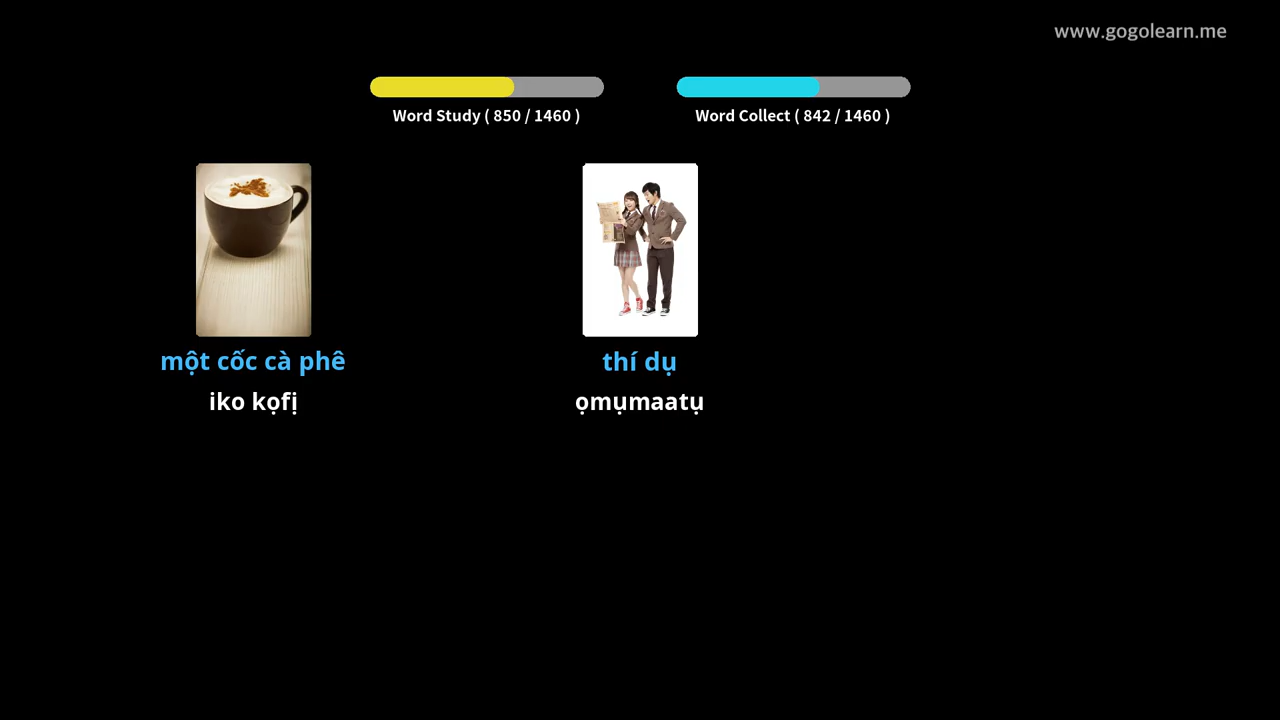 www.gogolearn.me
Word Study ( 850 / 1460 )
Word Collect ( 842 / 1460 )
một cốc cà phê
iko kọfị
thí dụ
ọmụmaatụ